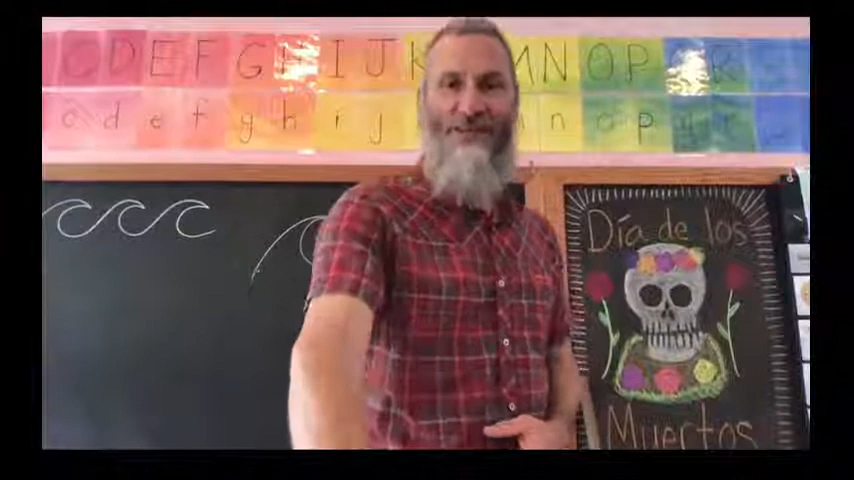 C D E F G H I J K M N O P Q R
c d e f g h i j n o p
Día de los
Muertos